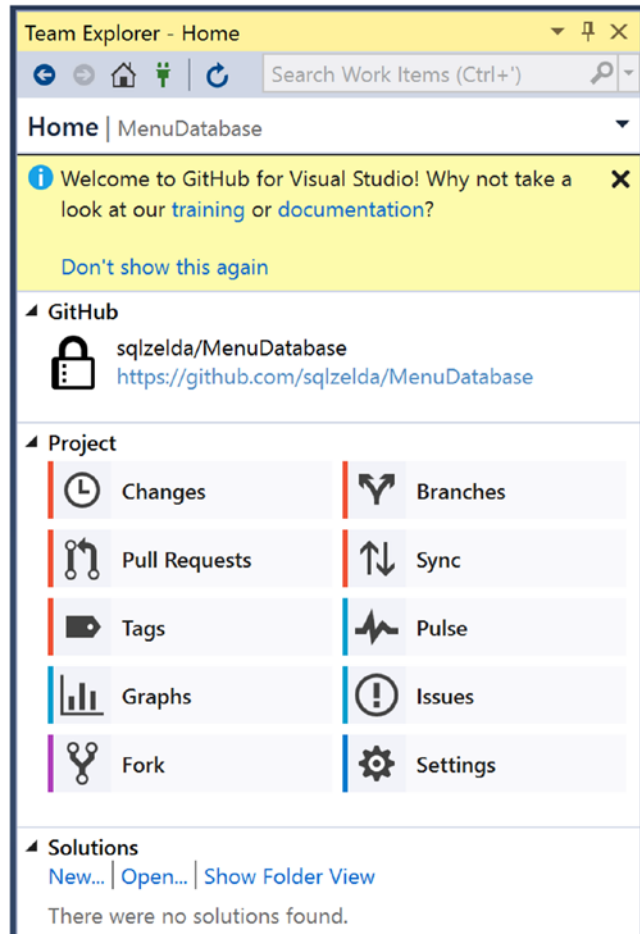 Team Explorer - Home
Search Work Items (Ctrl+')
Home | MenuDatabase
Welcome to GitHub for Visual Studio! Why not take a
look at our training or documentation?
Don't show this again
GitHub
sqlzelda/MenuDatabase
https://github.com/sqlzelda/MenuDatabase
Project
Changes
Branches
Pull Requests
Sync
Tags
Pulse
Graphs
Issues
Fork
Settings
Solutions
New... | Open... | Show Folder View
There were no solutions found.